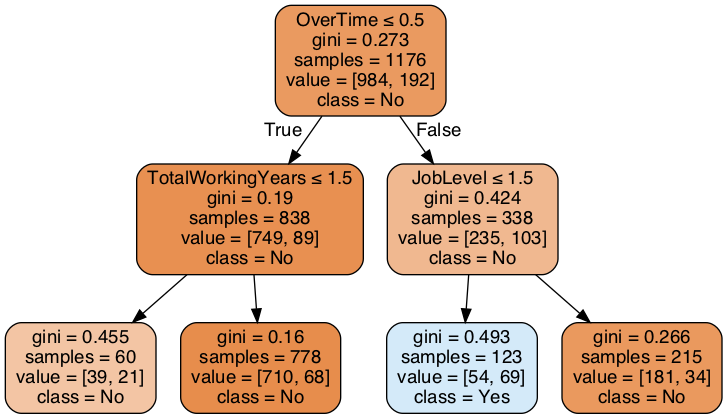 OverTime ≤ 0.5
gini = 0.273
samples = 1176
value = [984, 192]
class = No
True
False
TotalWorkingYears ≤ 1.5
gini = 0.19
samples = 838
value = [749, 89]
class = No
JobLevel ≤ 1.5
gini = 0.424
samples = 338
value = [235, 103]
class = No
gini = 0.455
samples = 60
value = [39, 21]
class = No
gini = 0.16
samples = 778
value = [710, 68]
class = No
gini = 0.493
samples = 123
value = [54, 69]
class = Yes
gini = 0.266
samples = 215
value = [181, 34]
class = No